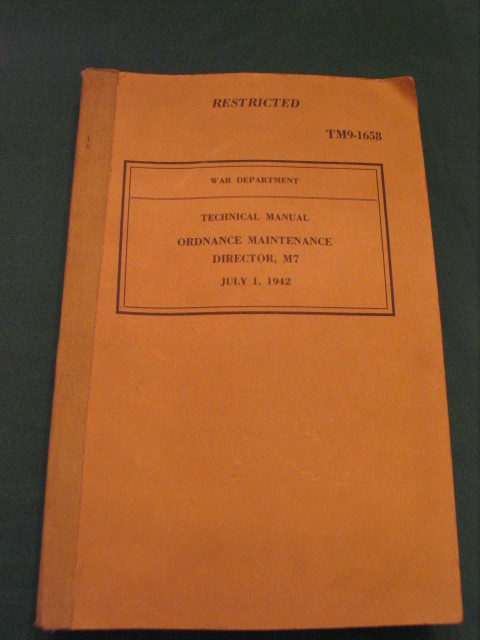 RESTRICTED
TM9-1658
WAR DEPARTMENT
TECHNICAL MANUAL
ORDNANCE MAINTENANCE
DIRECTOR, M7
JULY 1, 1942